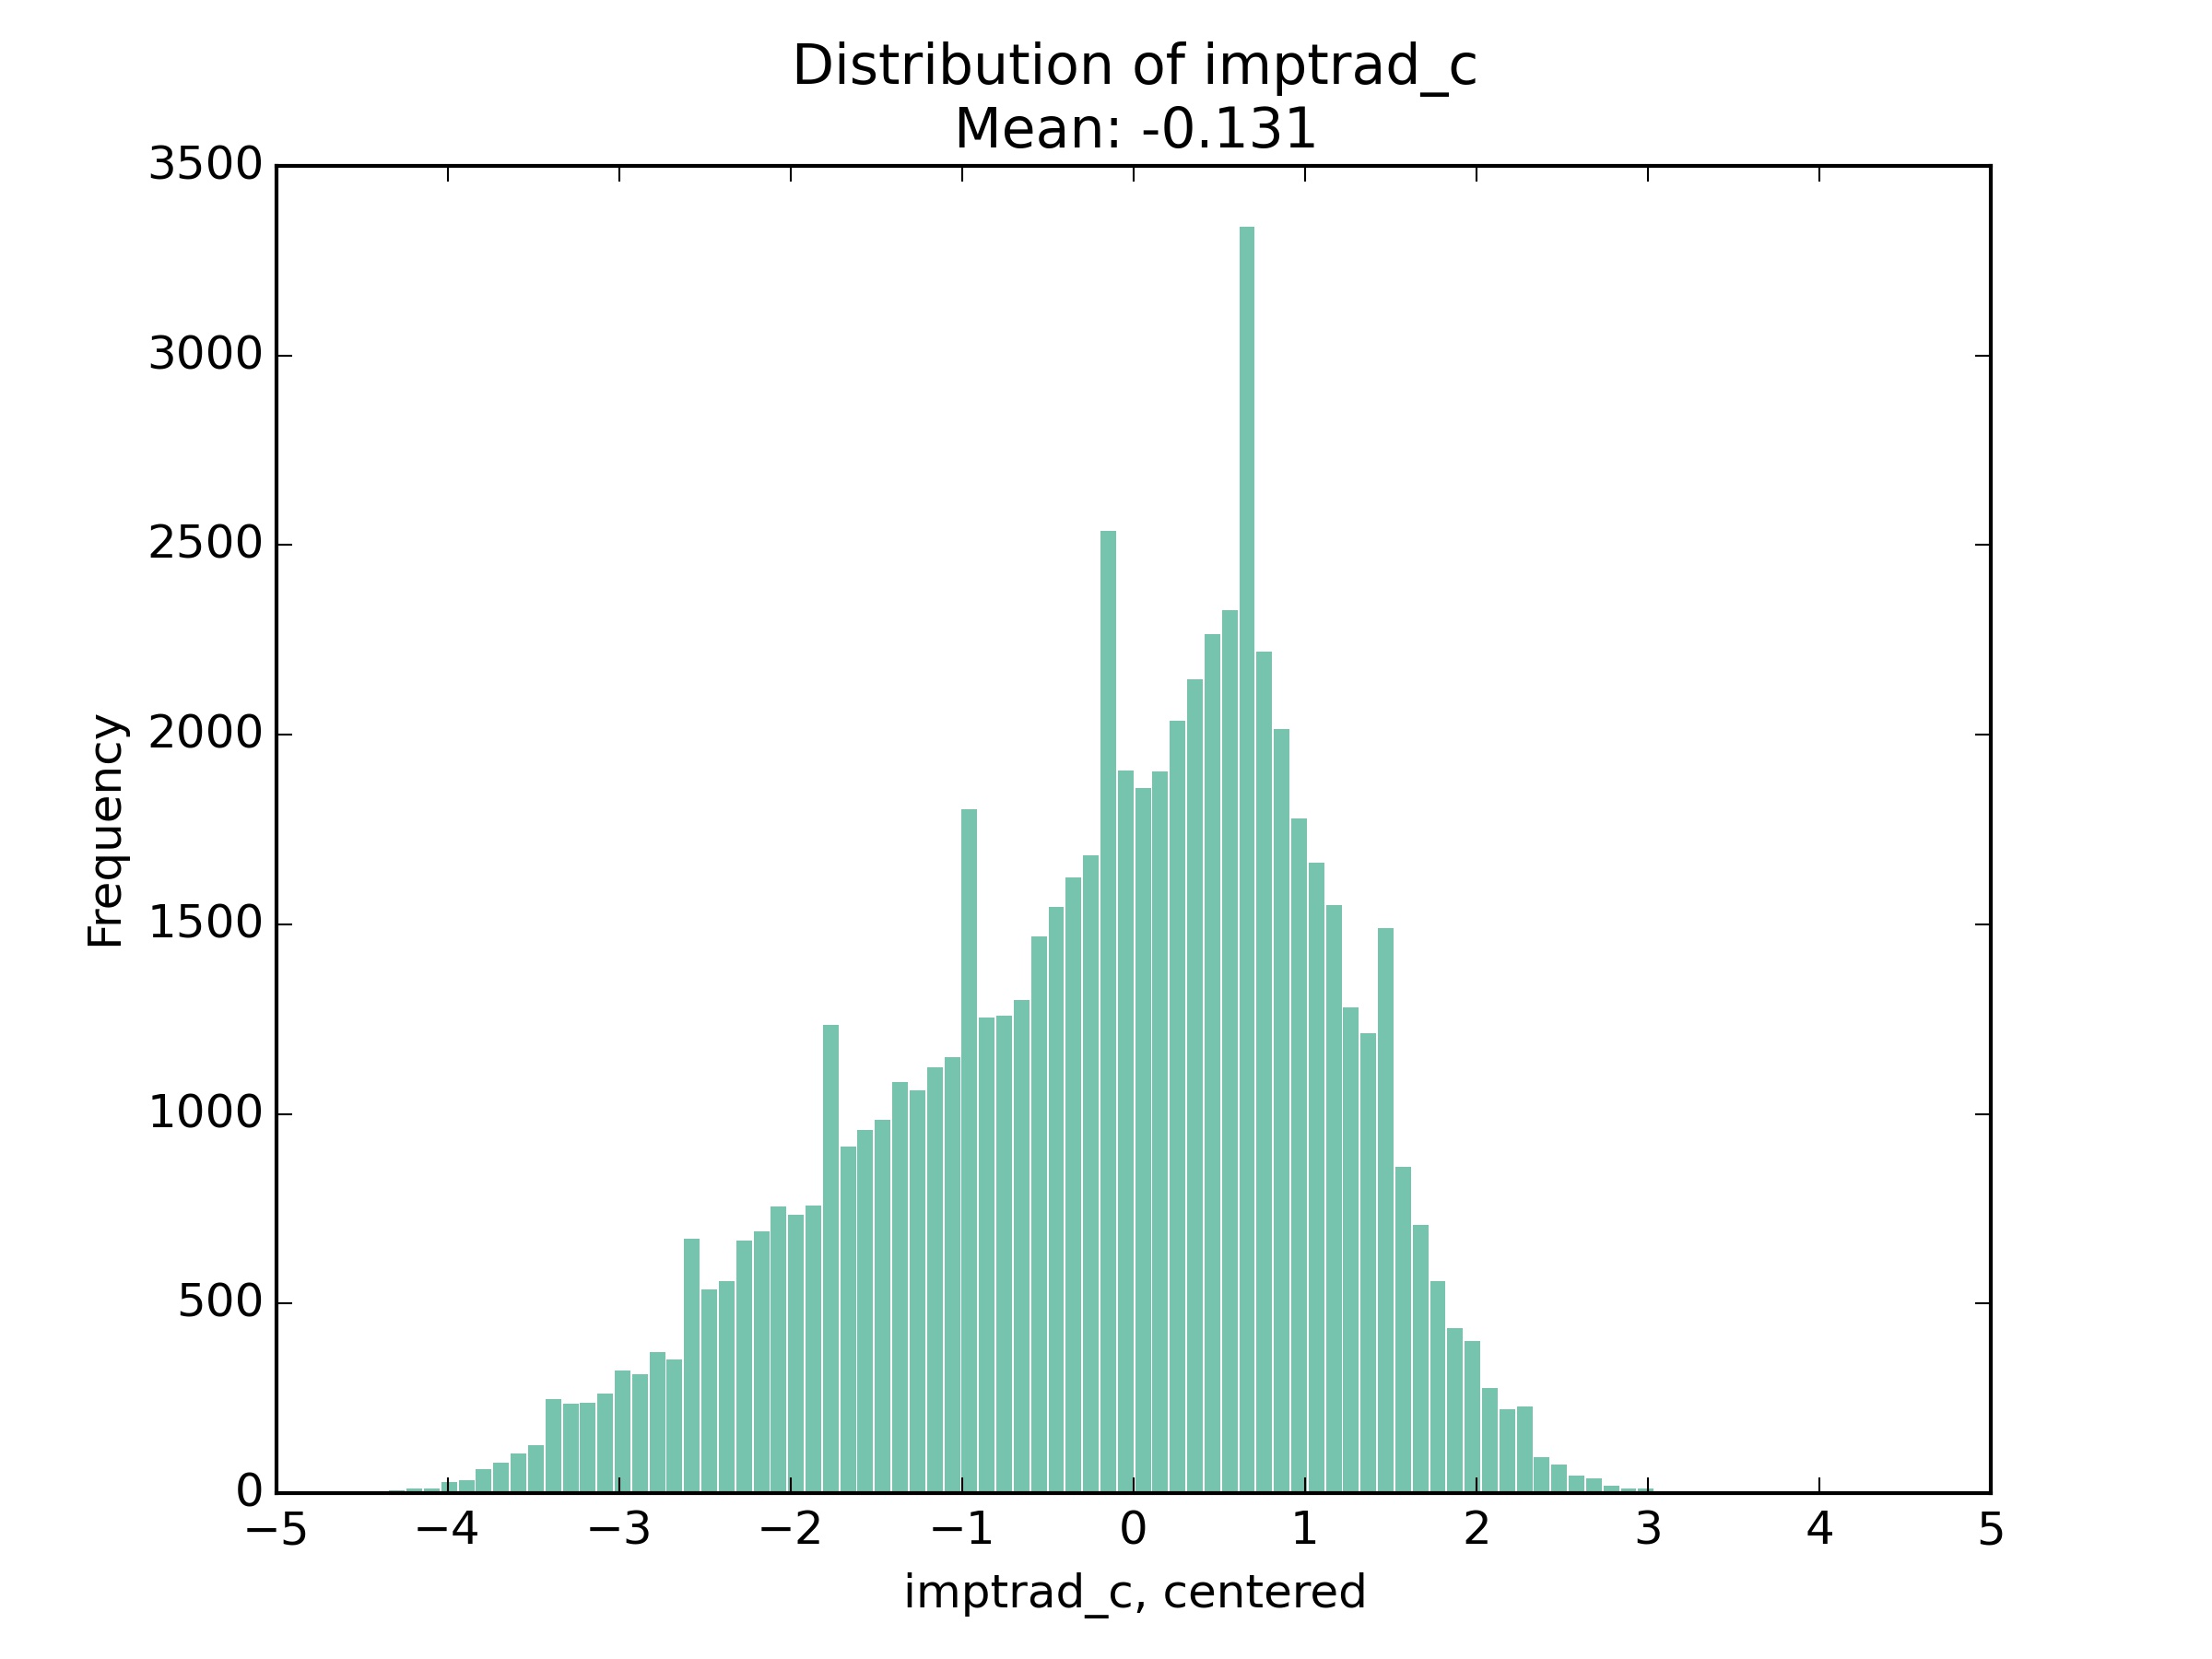 Distribution of imptrad_c
Mean: -0.131
3500
3000
2500
2000
1500
1000
500
0
Frequency
−5 −4 −3 −2 −1 0 1 2 3 4 5
imptrad_c, centered